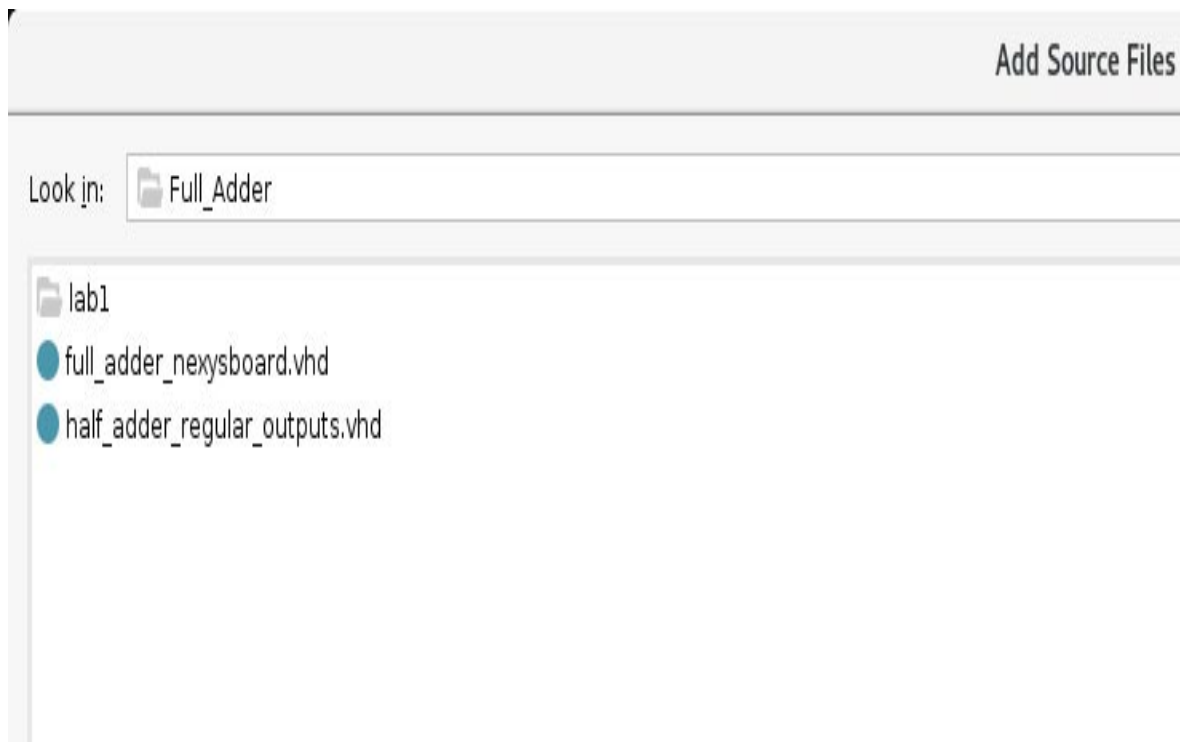 Add Source Files
Look in: Full_Adder
lab1
full_adder_nexysboard.vhd
half_adder_regular_outputs.vhd